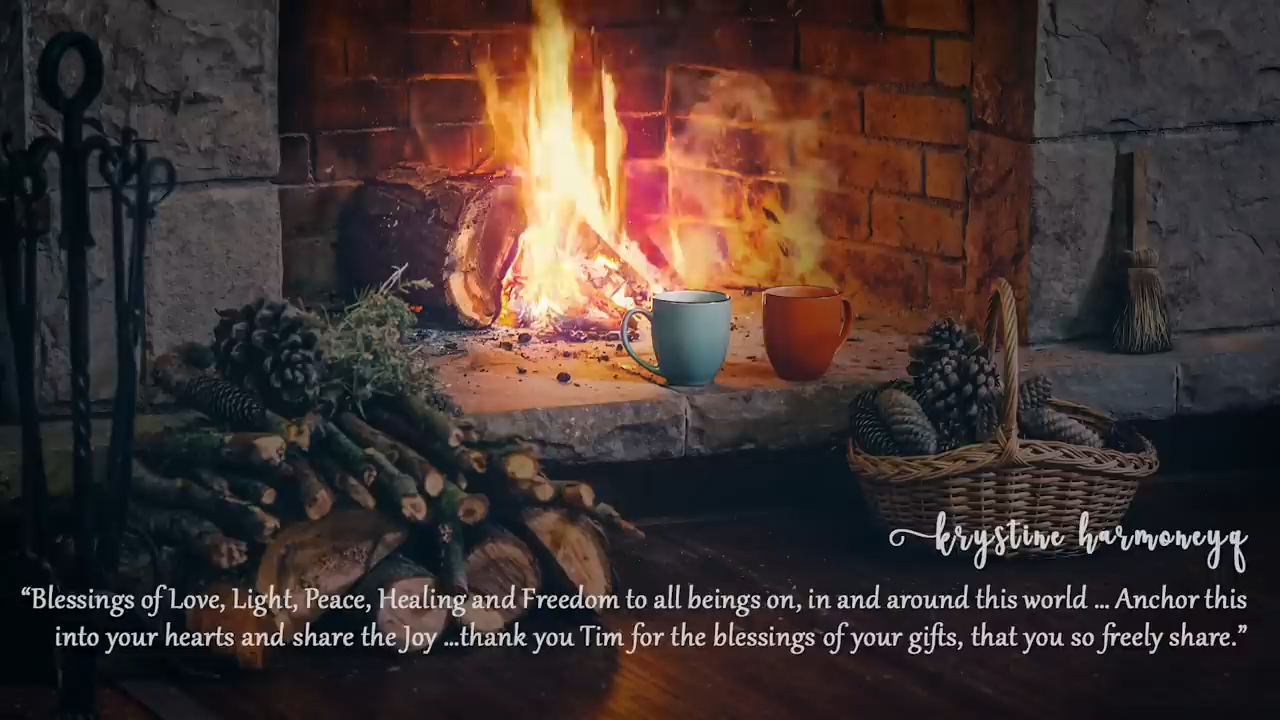 krystine harmoneyq
“Blessings of Love, Light, Peace, Healing and Freedom to all beings on, in and around this world ... Anchor this
into your hearts and share the Joy ...thank you Tim for the blessings of your gifts, that you so freely share.”